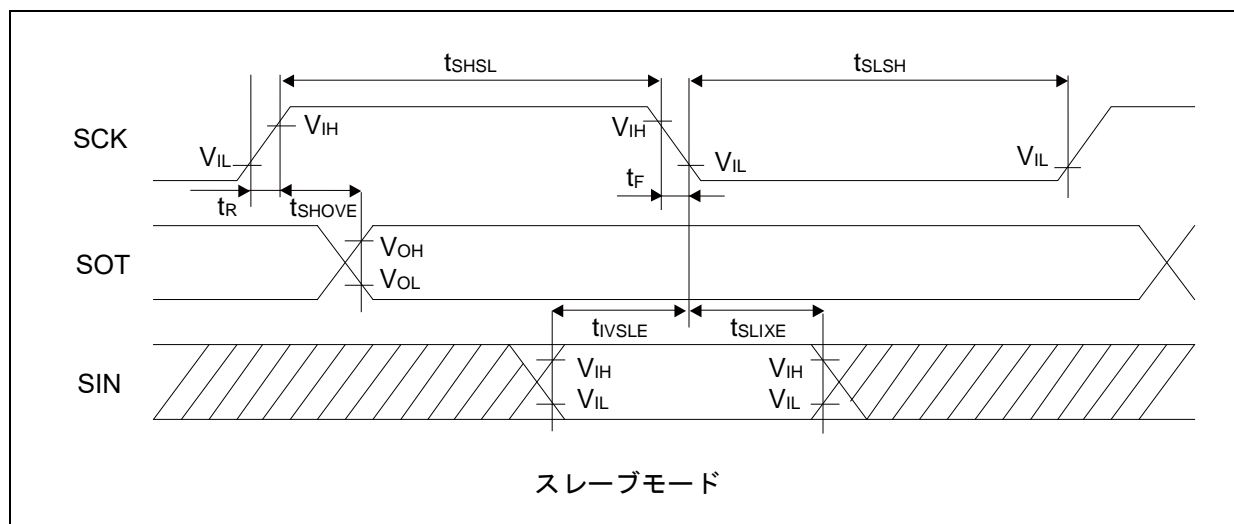 tSHSL tSLSH
SCK VIH VIH
VIL VIL VIL
tR tSHOVE tF
SOT VOH
VOL
tIVSLE tSLIXE
SIN VIH VIH
VIL VIL
スレーブモード